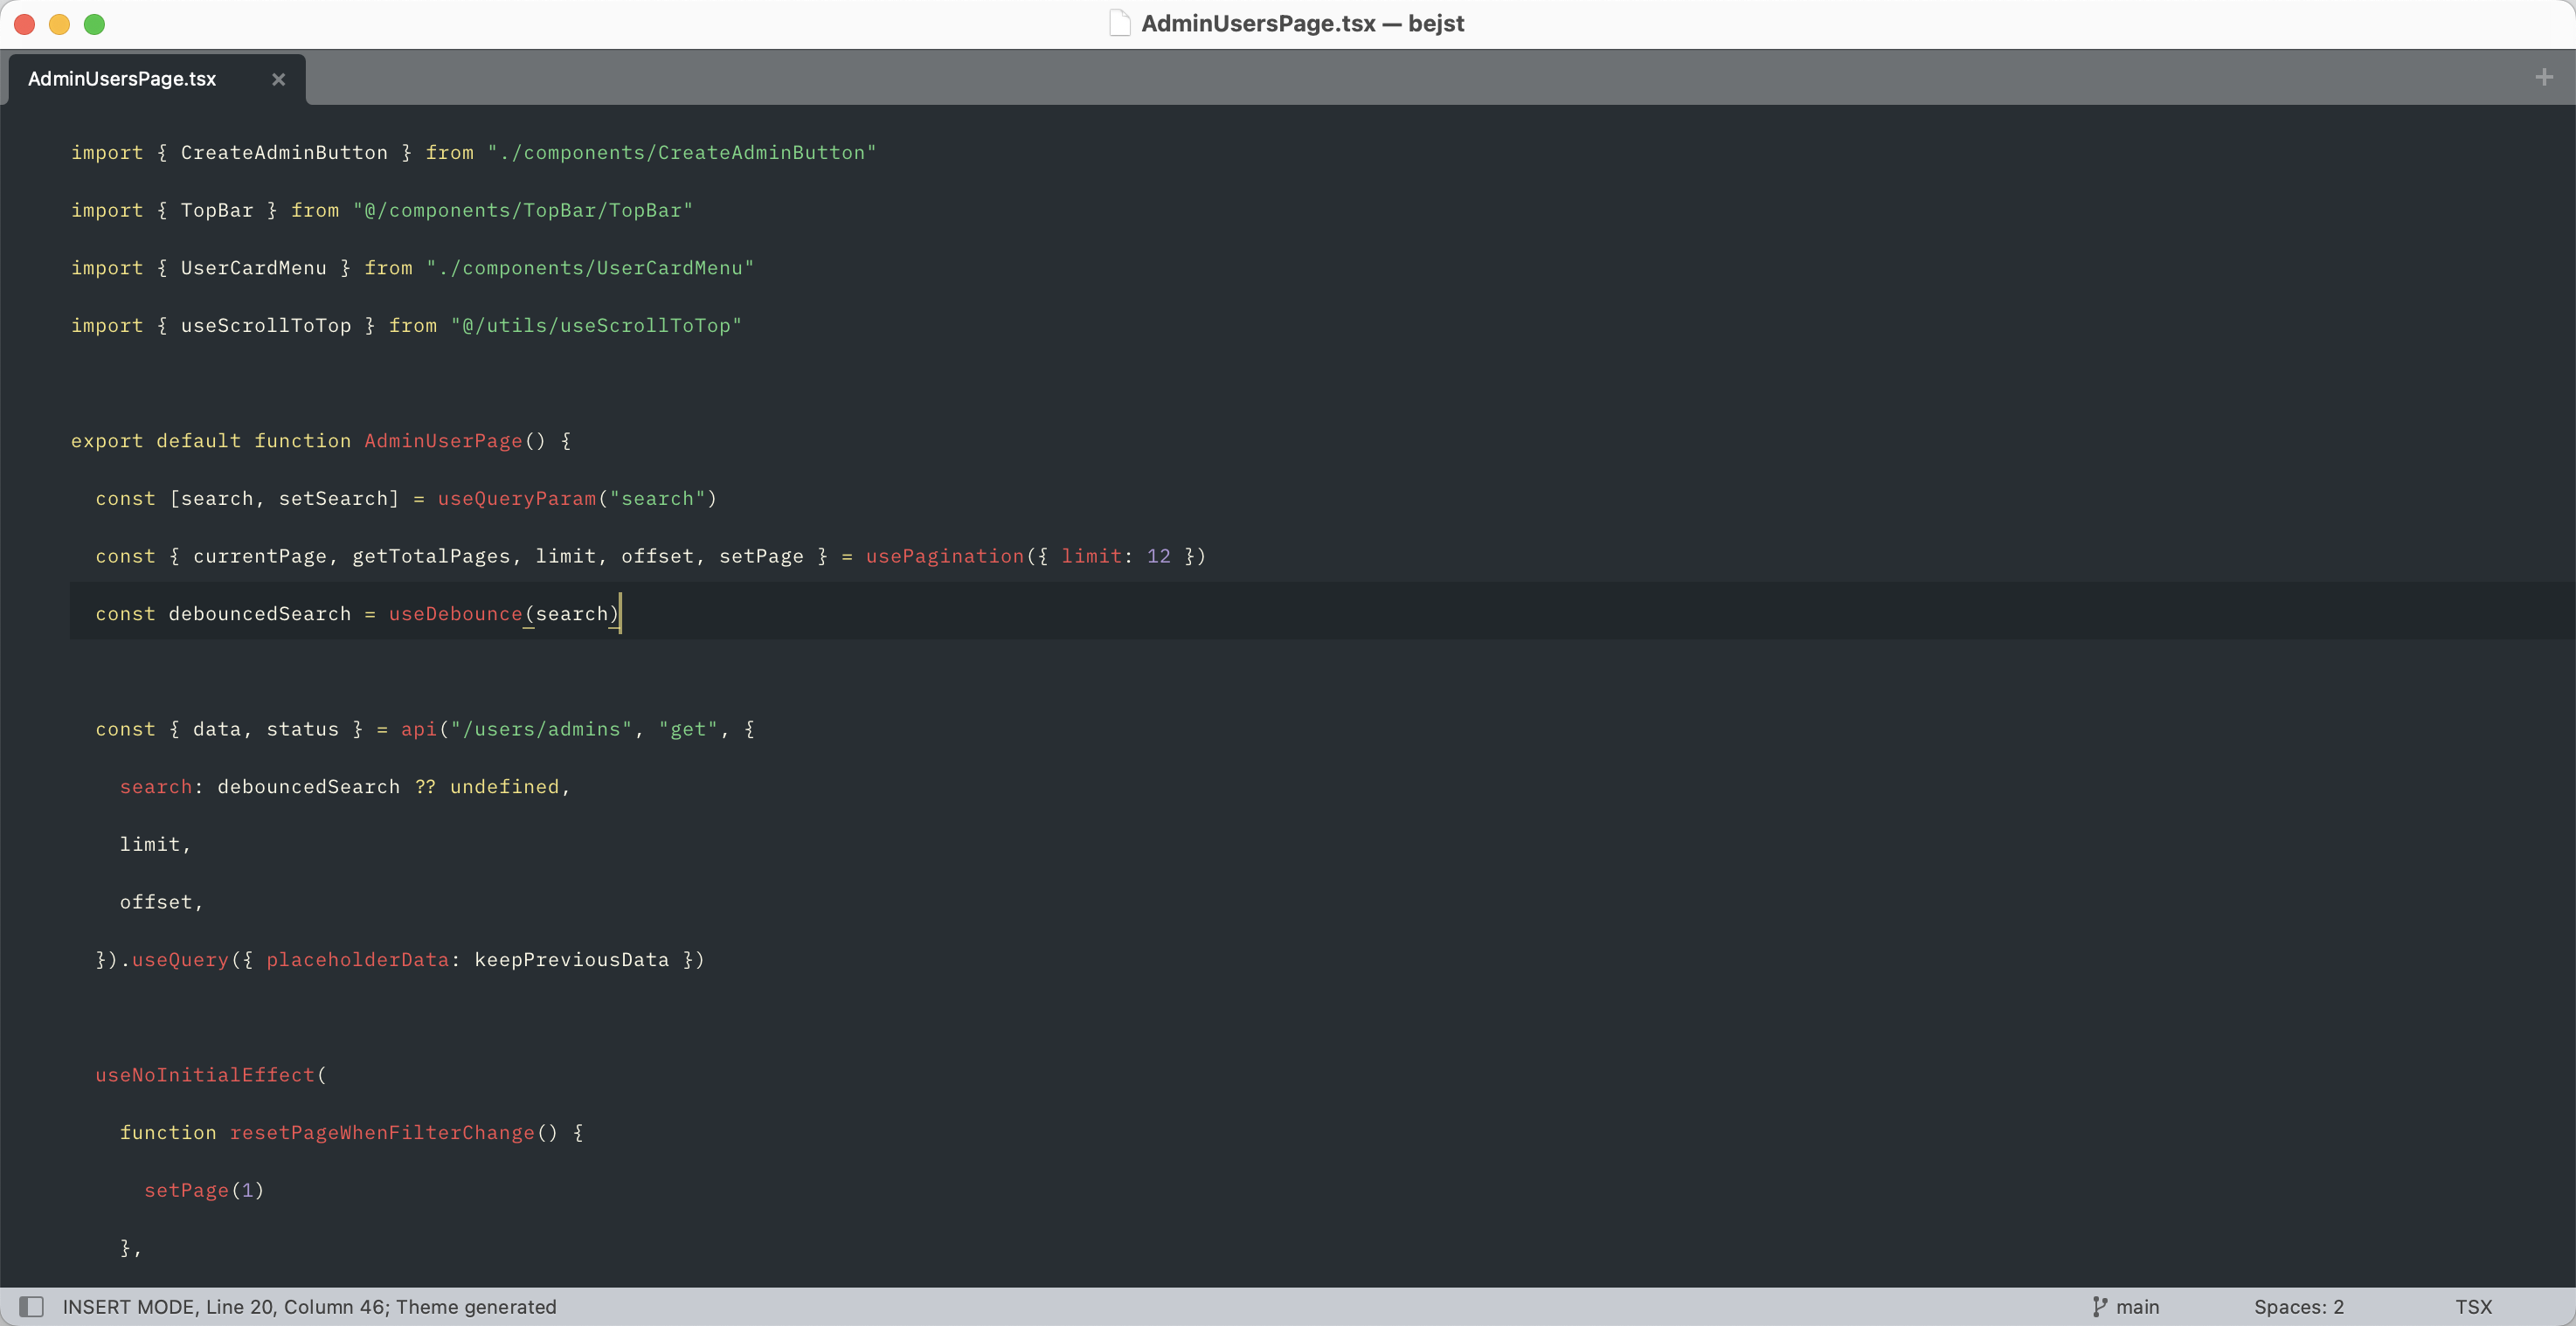 AdminUsersPage.tsx — bejst
AdminUsersPage.tsx
import { CreateAdminButton } from "./components/CreateAdminButton"
import { TopBar } from "@/components/TopBar/TopBar"
import { UserCardMenu } from "./components/UserCardMenu"
import { useScrollToTop } from "@/utils/useScrollToTop"
export default function AdminUserPage() {
const [search, setSearch] = useQueryParam("search")
const { currentPage, getTotalPages, limit, offset, setPage } = usePagination({ limit: 12 })
const debouncedSearch = useDebounce(search)
const { data, status } = api("/users/admins", "get", {
search: debouncedSearch ?? undefined,
limit,
offset,
}).useQuery({ placeholderData: keepPreviousData })
useNoInitialEffect(
function resetPageWhenFilterChange() {
setPage(1)
},
INSERT MODE, Line 20, Column 46; Theme generated
main
Spaces: 2
TSX